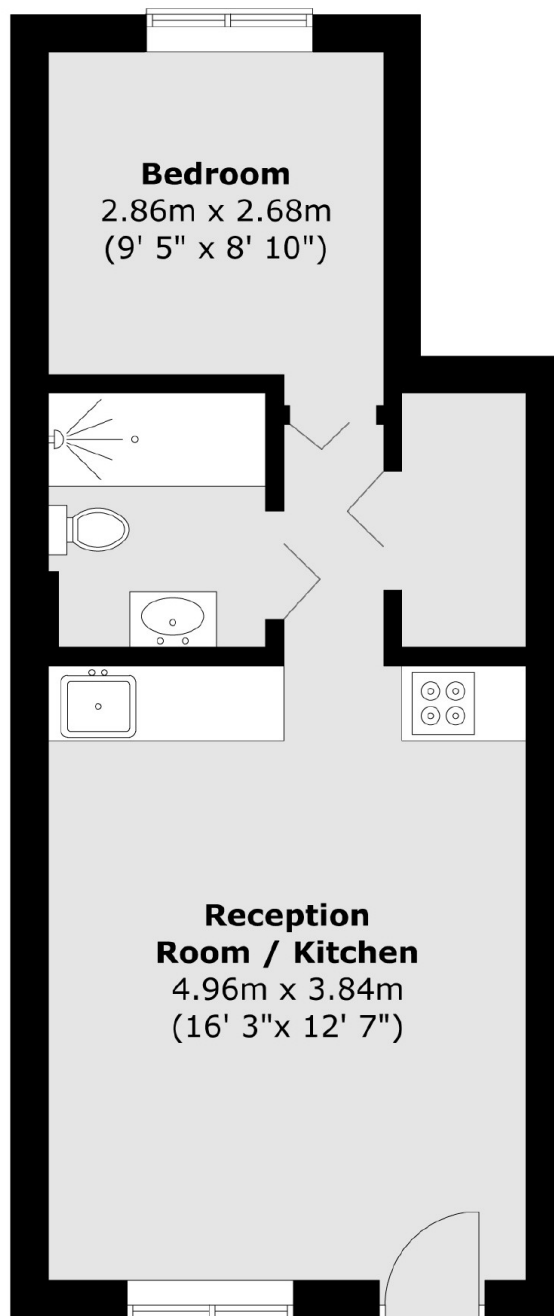 Bedroom
2.86m x 2.68m
(9' 5" x 8' 10")
Reception
Room / Kitchen
4.96m x 3.84m
(16' 3"x 12' 7")